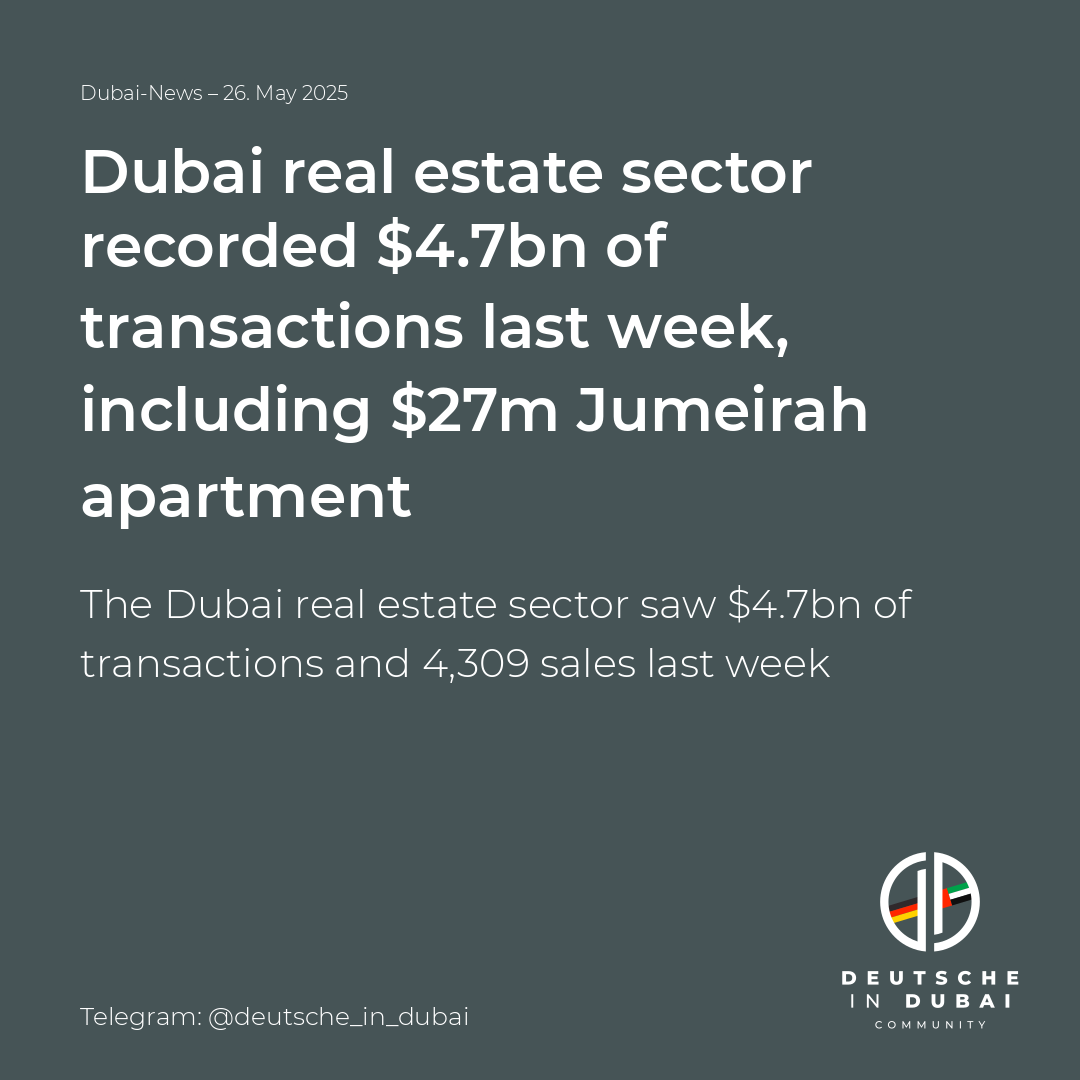 Dubai-News – 26. May 2025
Dubai real estate sector
recorded $4.7bn of
transactions last week,
including $27m Jumeirah
apartment
The Dubai real estate sector saw $4.7bn of
transactions and 4,309 sales last week
DEUTSCHE
IN DUBAI
COMMUNITY
Telegram: @deutsche_in_dubai